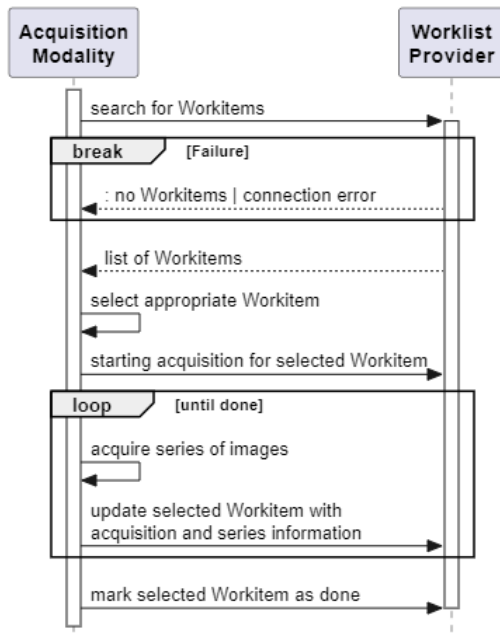 Acquisition
Modality
Worklist
Provider
search for Workitems
break
[Failure]
: no Workitems | connection error
list of Workitems
select appropriate Workitem
starting acquisition for selected Workitem
loop
[until done]
acquire series of images
update selected Workitem with
acquisition and series information
mark selected Workitem as done